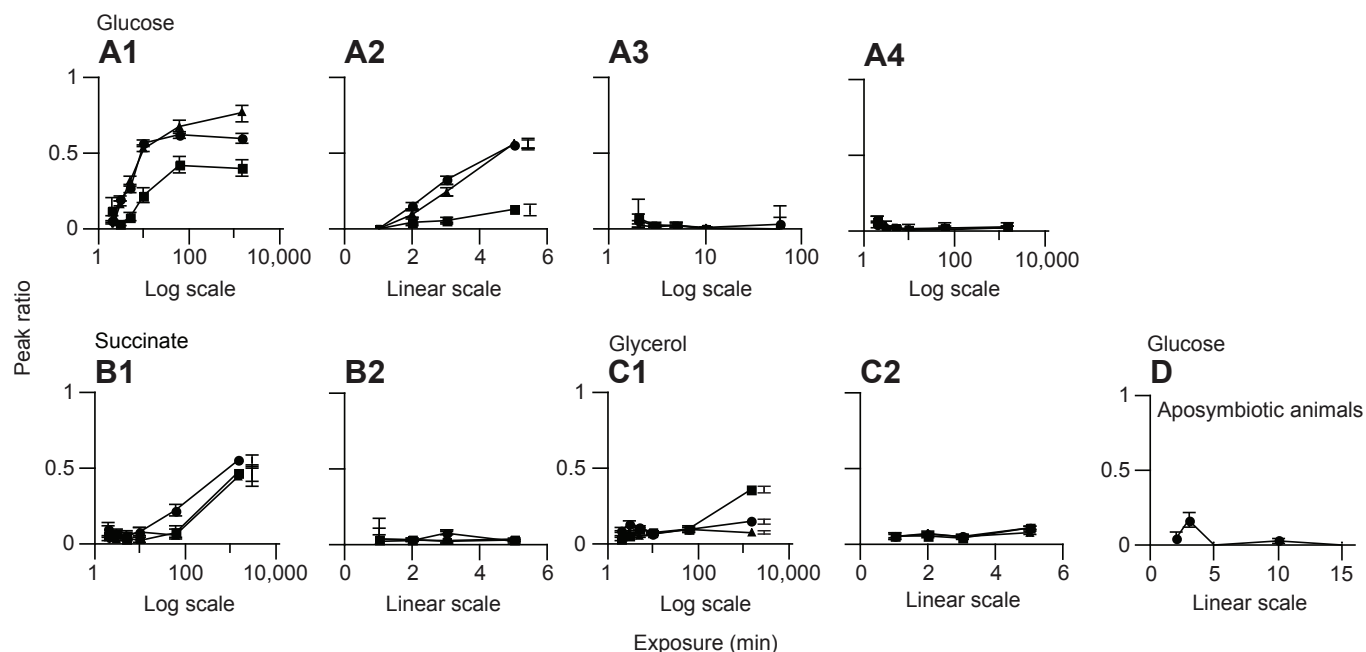 Glucose
A1 A2 A3 A4
1
0.5
0
1 100 10,000 0 2 4 6 1 10 100 1 100 10,000
Log scale Linear scale Log scale Log scale
Peak ratio
Succinate Glycerol Glucose
B1 B2 C1 C2 D
1 1 1
Aposymbiotic animals
0.5 0.5 0.5
0 0 0
1 100 10,000 0 2 4 6 1 100 10,000 0 2 4 6 0 5 10 15
Log scale Linear scale Log scale Linear scale Linear scale
Exposure (min)